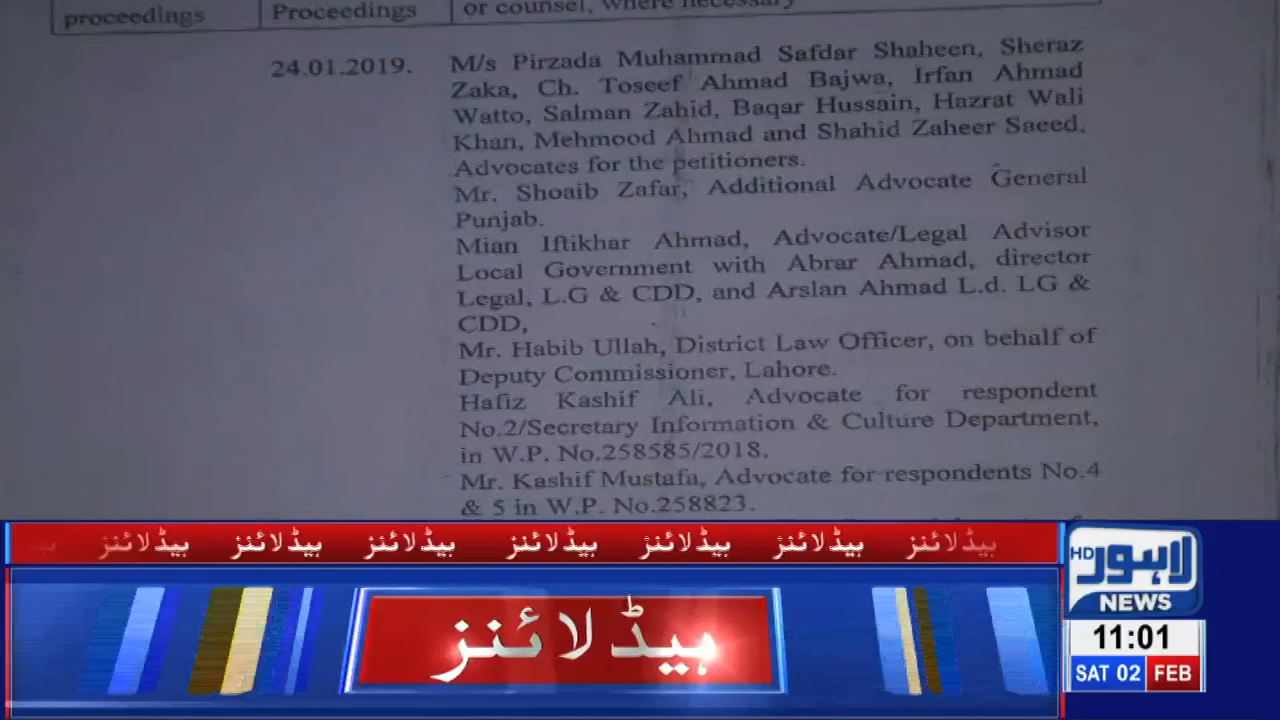 proceedings
Proceedings
or counsel, where necessary
24.01.2019.
M/s Pirzada Muhammad Safdar Shaheen, Sheraz
Zaka, Ch. Toseef Ahmad Bajwa, Irfan Ahmad
Watto, Salman Zahid, Baqar Hussain, Hazrat Wali
Khan, Mehmood Ahmad and Shahid Zaheer Saeed,
Advocates for the petitioners.
Mr. Shoaib Zafar, Additional Advocate General
Punjab.
Mian Iftikhar Ahmad, Advocate/Legal Advisor
Local Government with Abrar Ahmad, director
Legal, L.G & CDD, and Arslan Ahmad L.d. LG &
CDD,
Mr. Habib Ullah, District Law Officer, on behalf of
Deputy Commissioner, Lahore.
Hafiz Kashif Ali, Advocate for respondent
No.2/Secretary Information & Culture Department,
in W.P. No.258585/2018.
Mr. Kashif Mustafa, Advocate for respondents No.4
& 5 in W.P. No.258823.
ہیڈلائنز ہیڈلائنز ہیڈلائنز ہیڈلائنز ہیڈلائنز ہیڈلائنز ہیڈلائنز
ہیڈلائنز
HD لاہور
NEWS
11:01
SAT 02 FEB